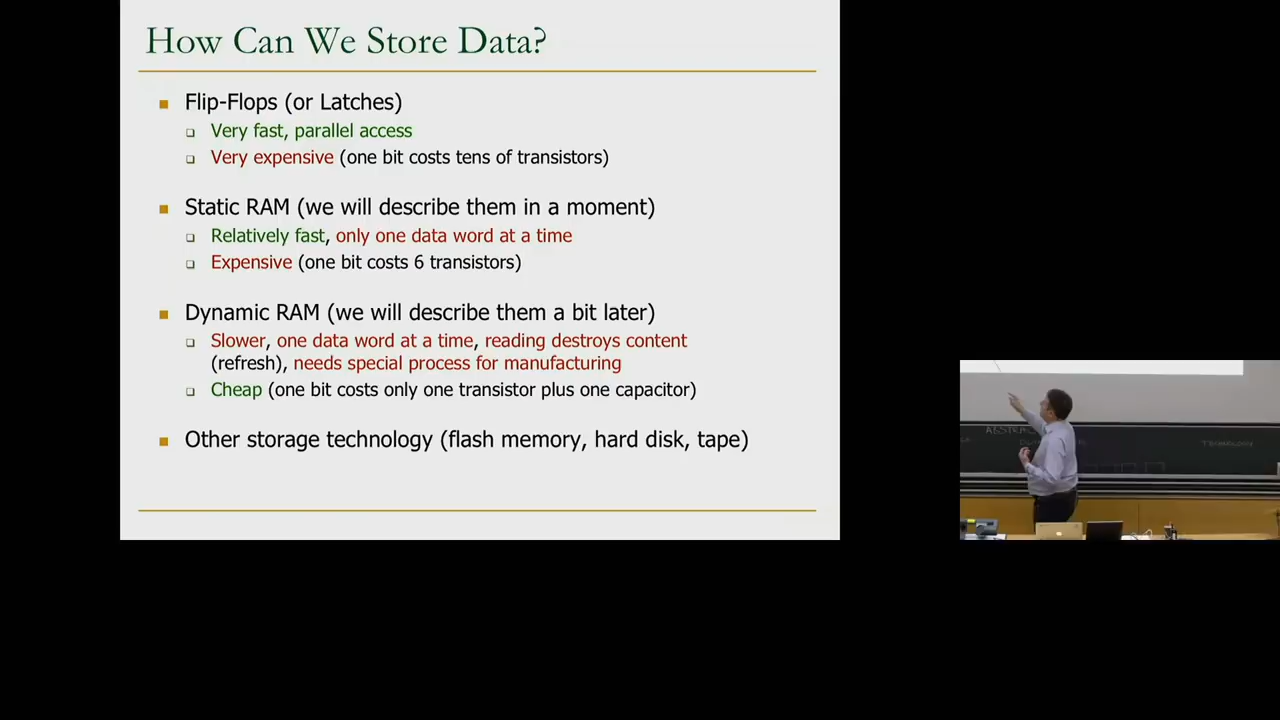 How Can We Store Data?
Flip-Flops (or Latches)
Very fast, parallel access
Very expensive (one bit costs tens of transistors)
Static RAM (we will describe them in a moment)
Relatively fast, only one data word at a time
Expensive (one bit costs 6 transistors)
Dynamic RAM (we will describe them a bit later)
Slower, one data word at a time, reading destroys content
(refresh), needs special process for manufacturing
Cheap (one bit costs only one transistor plus one capacitor)
Other storage technology (flash memory, hard disk, tape)
TECHNOLOGY